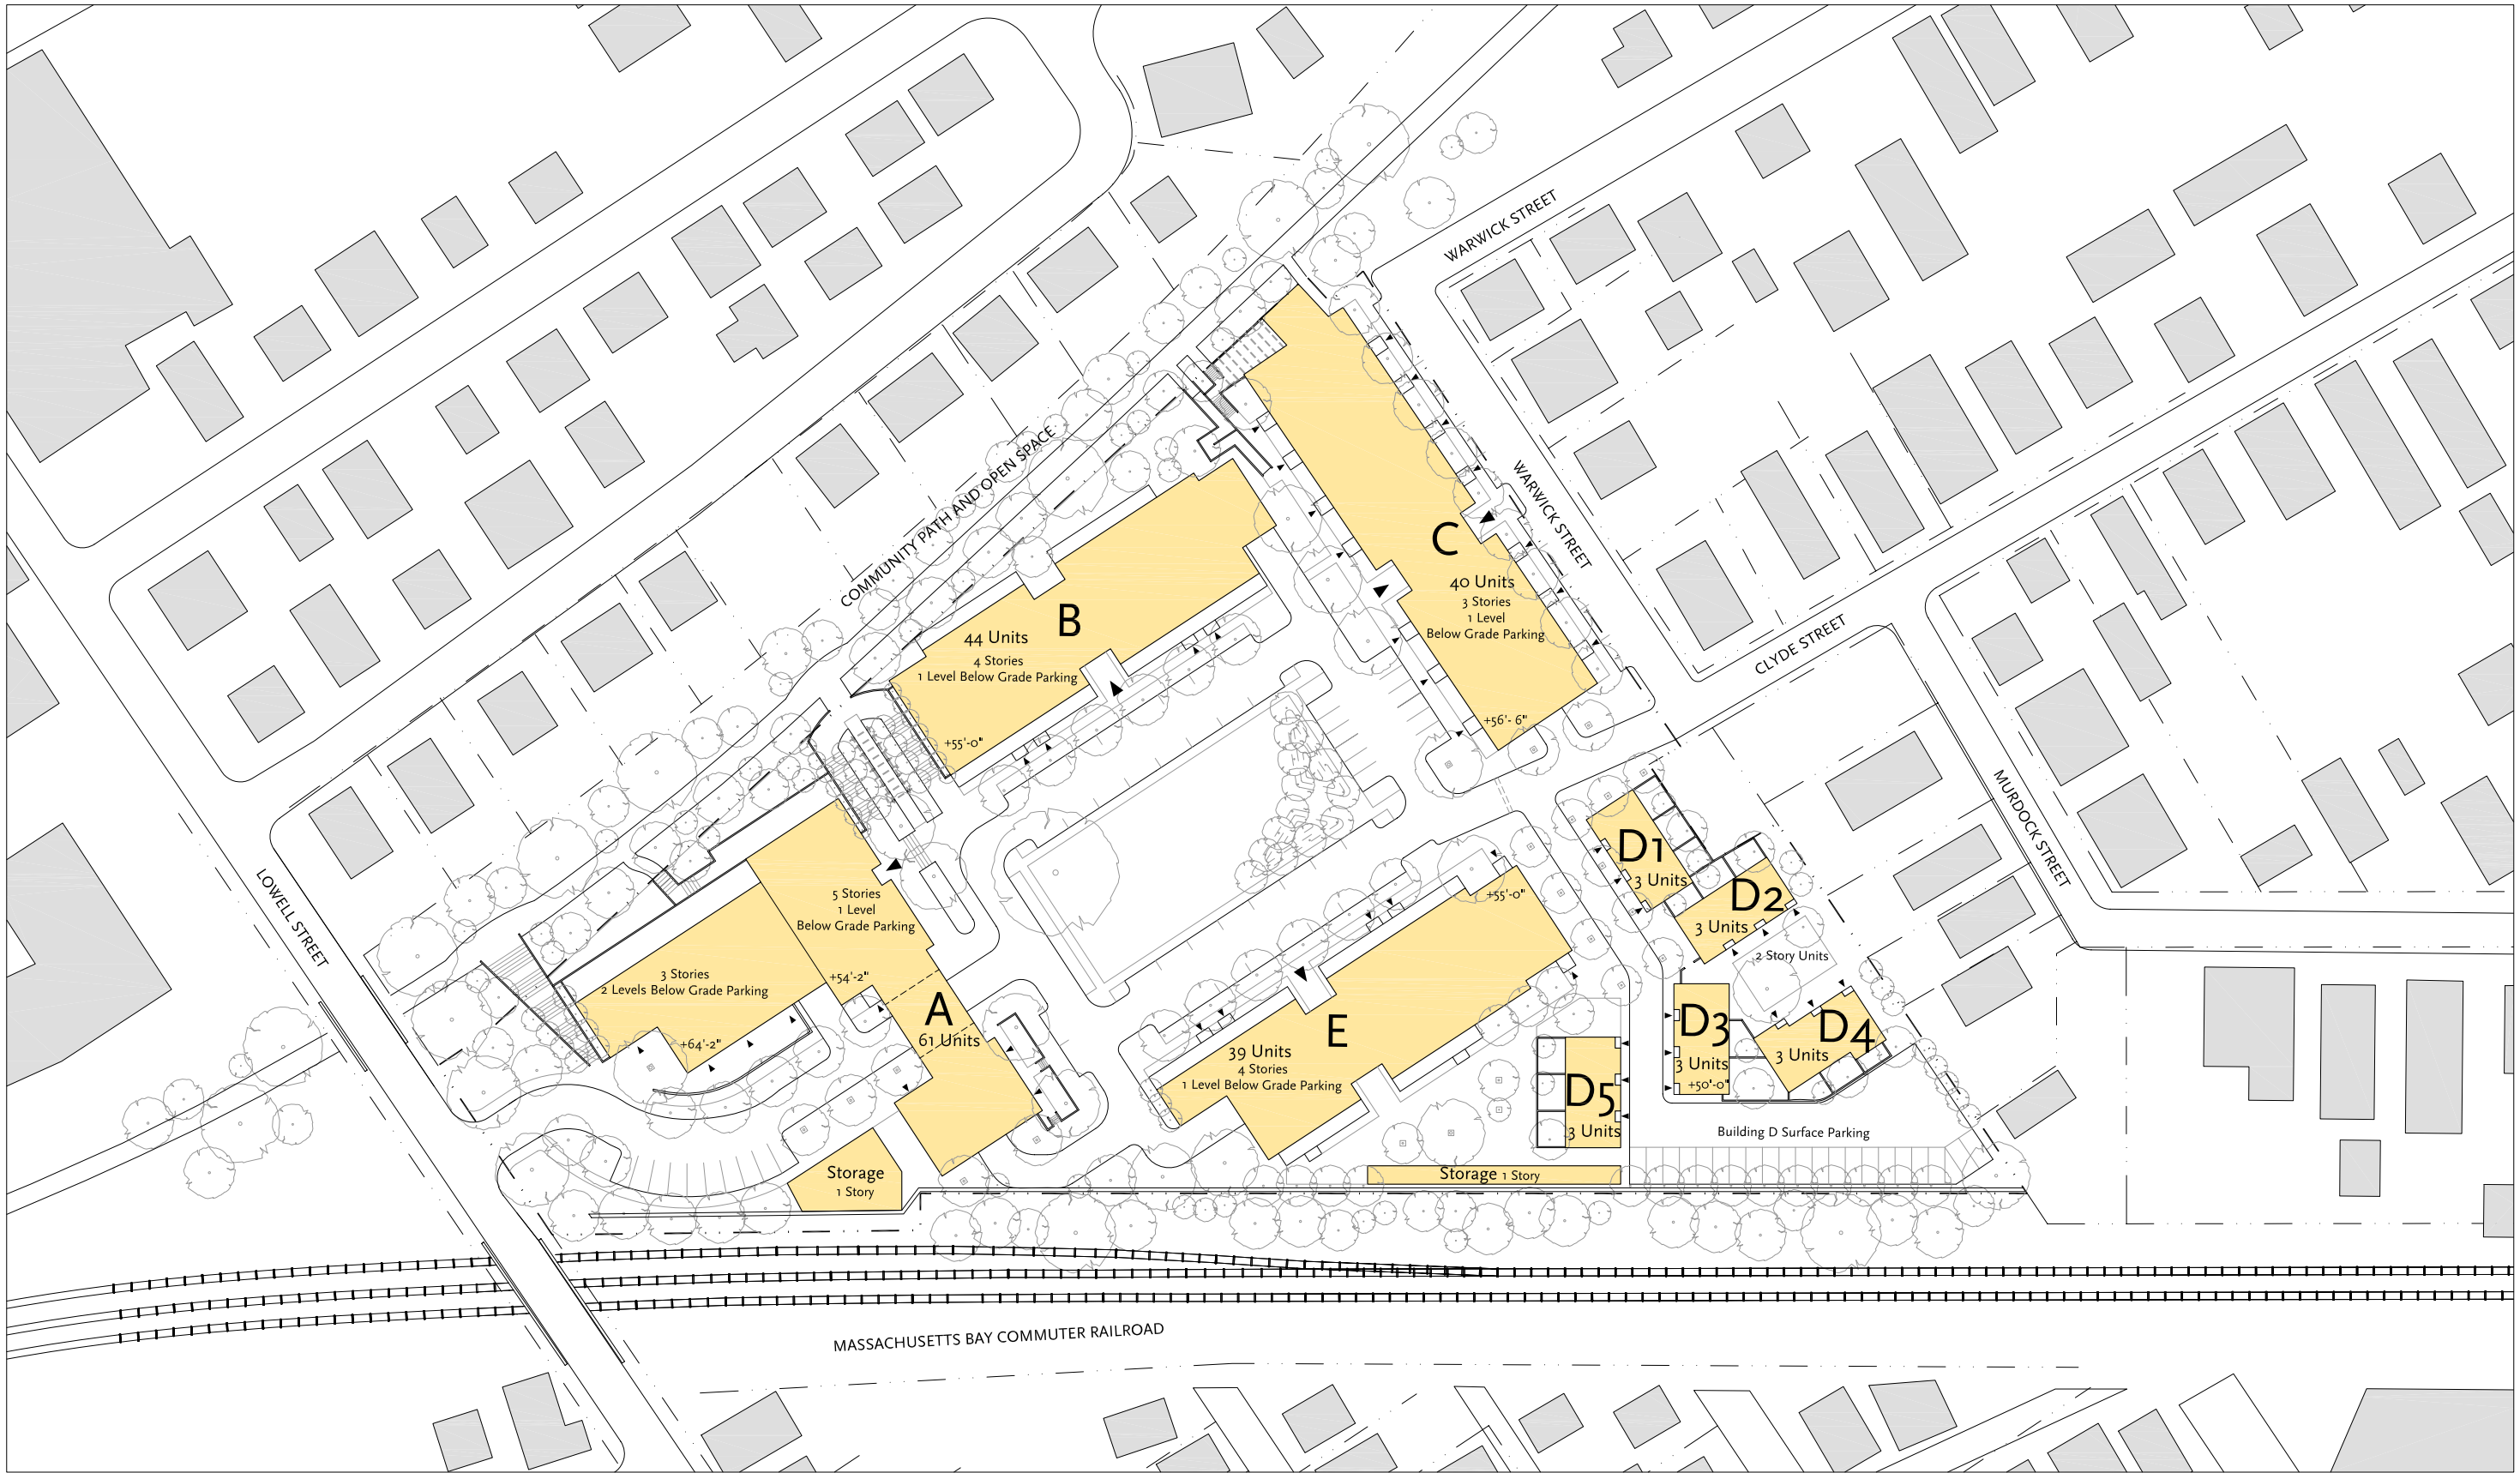 WARWICK STREET
COMMUNITY PATH AND OPEN SPACE
WARWICK STREET
C
40 Units
3 Stories
1 Level
Below Grade Parking
+56'- 6"
B
44 Units
4 Stories
1 Level Below Grade Parking
+55'-0"
CLYDE STREET
MURDOCK STREET
LOWELL STREET
5 Stories
1 Level
Below Grade Parking
3 Stories
2 Levels Below Grade Parking
+54'-2"
+64'-2"
A
61 Units
Storage
1 Story
+55'-0"
E
39 Units
4 Stories
1 Level Below Grade Parking
D1
3 Units
D2
3 Units
2 Story Units
D3
3 Units
+50'-0"
D4
3 Units
D5
3 Units
Building D Surface Parking
Storage 1 Story
MASSACHUSETTS BAY COMMUTER RAILROAD